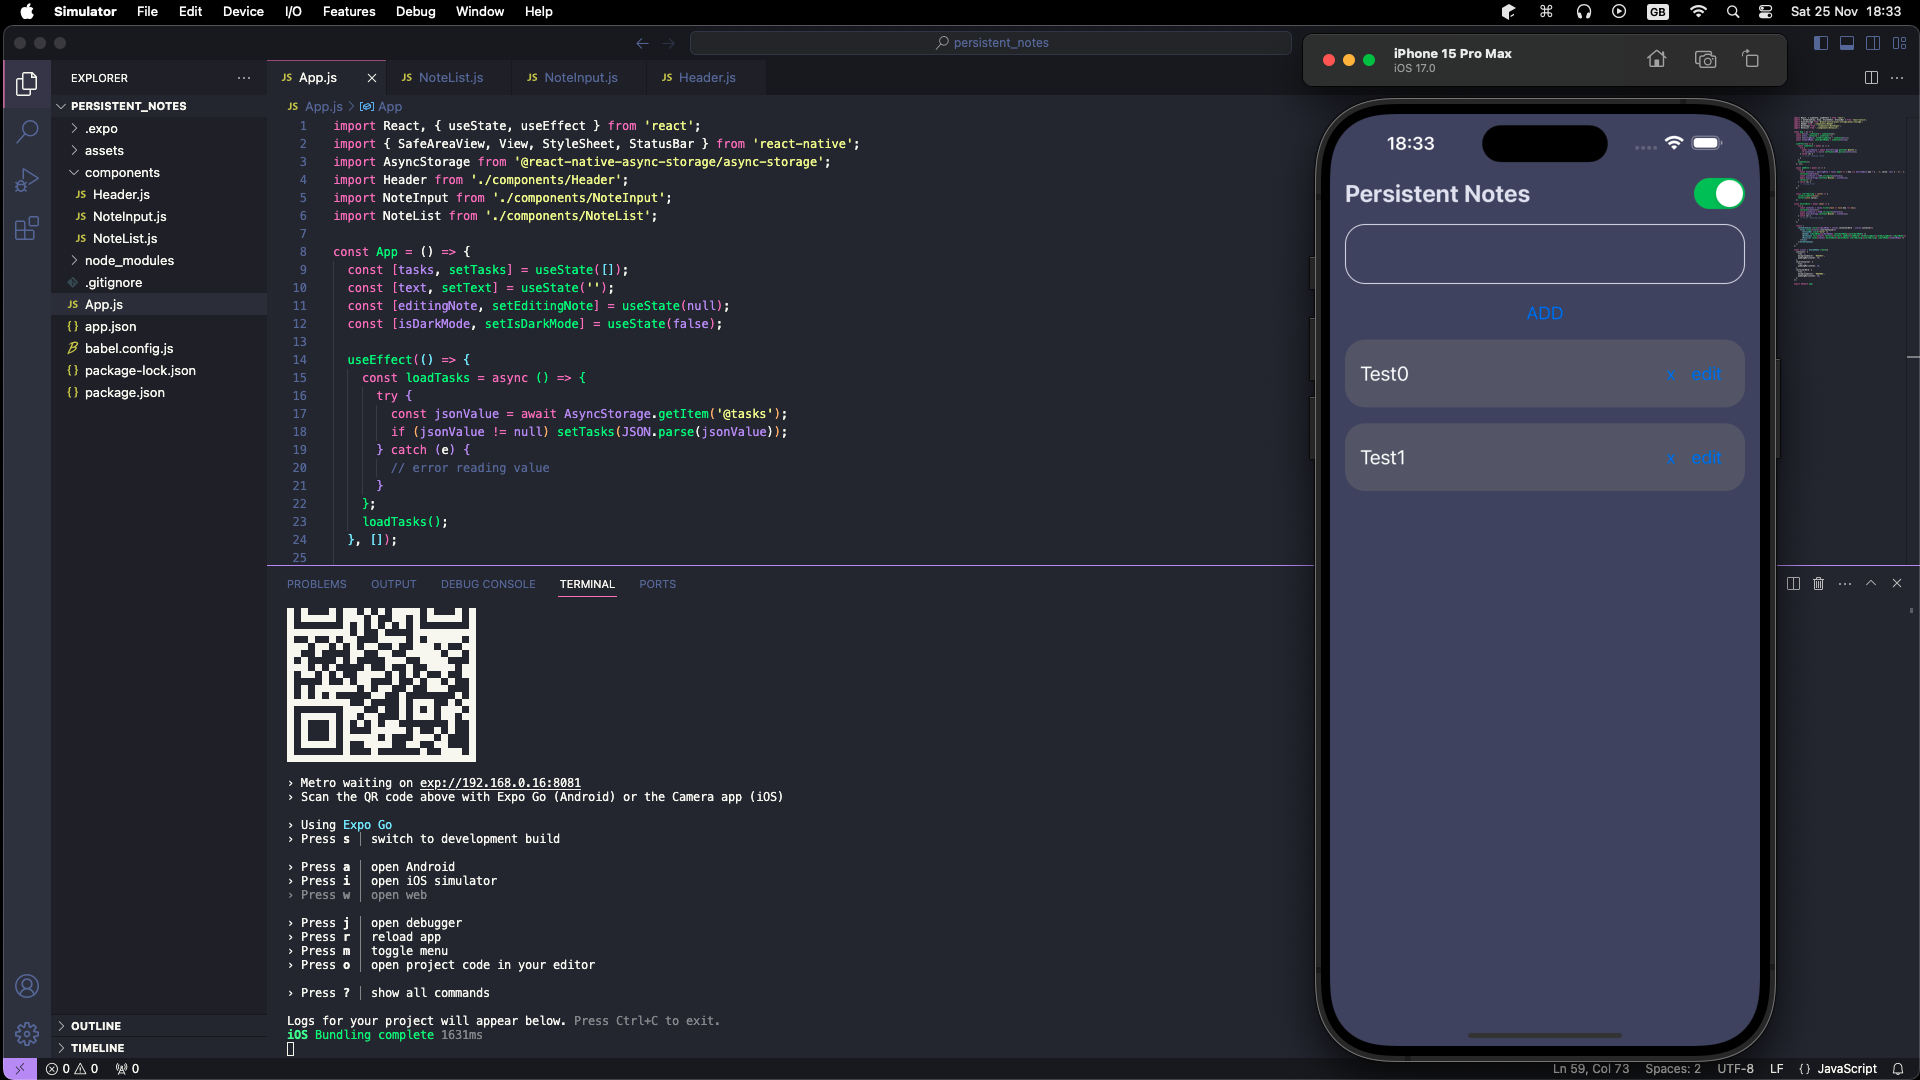 Simulator File Edit Device I/O Features Debug Window Help
GB Sat 25 Nov 18:33
persistent_notes
EXPLORER
PERSISTENT_NOTES
.expo
assets
components
JS Header.js
JS NoteInput.js
JS NoteList.js
node_modules
.gitignore
JS App.js
{} app.json
babel.config.js
{} package-lock.json
{} package.json
OUTLINE
TIMELINE
JS App.js JS NoteList.js JS NoteInput.js JS Header.js
JS App.js > App
1 import React, { useState, useEffect } from 'react';
2 import { SafeAreaView, View, StyleSheet, StatusBar } from 'react-native';
3 import AsyncStorage from '@react-native-async-storage/async-storage';
4 import Header from './components/Header';
5 import NoteInput from './components/NoteInput';
6 import NoteList from './components/NoteList';
7
8 const App = () => {
9 const [tasks, setTasks] = useState([]);
10 const [text, setText] = useState('');
11 const [editingNote, setEditingNote] = useState(null);
12 const [isDarkMode, setIsDarkMode] = useState(false);
13
14 useEffect(() => {
15 const loadTasks = async () => {
16 try {
17 const jsonValue = await AsyncStorage.getItem('@tasks');
18 if (jsonValue != null) setTasks(JSON.parse(jsonValue));
19 } catch (e) {
20 // error reading value
21 }
22 };
23 loadTasks();
24 }, []);
25
PROBLEMS OUTPUT DEBUG CONSOLE TERMINAL PORTS
› Metro waiting on exp://192.168.0.16:8081
› Scan the QR code above with Expo Go (Android) or the Camera app (iOS)
› Using Expo Go
› Press s │ switch to development build
› Press a │ open Android
› Press i │ open iOS simulator
› Press w │ open web
› Press j │ open debugger
› Press r │ reload app
› Press m │ toggle menu
› Press o │ open project code in your editor
› Press ? │ show all commands
Logs for your project will appear below. Press Ctrl+C to exit.
iOS Bundling complete 1631ms
iPhone 15 Pro Max
iOS 17.0
18:33
Persistent Notes
ADD
Test0 x edit
Test1 x edit
0 0 0
Ln 59, Col 73 Spaces: 2 UTF-8 LF {} JavaScript